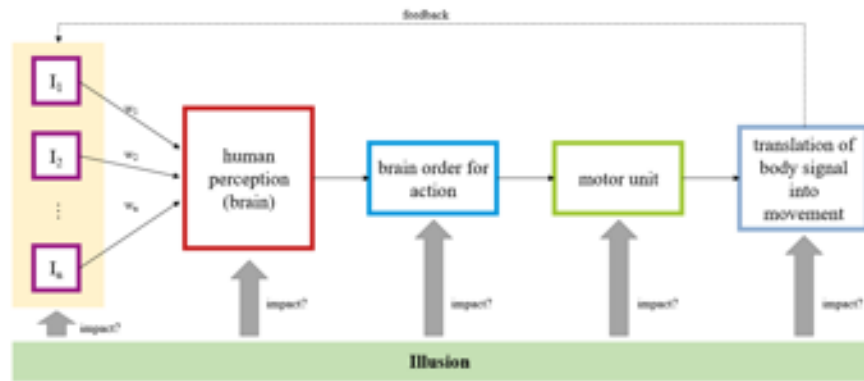 feedback
I₁
I₂
⋮
Iₙ
w₁
w₂
wₙ
human
perception
(brain)
brain order for
action
motor unit
translation of
body signal
into
movement
impact?
impact?
impact?
impact?
impact?
Illusion